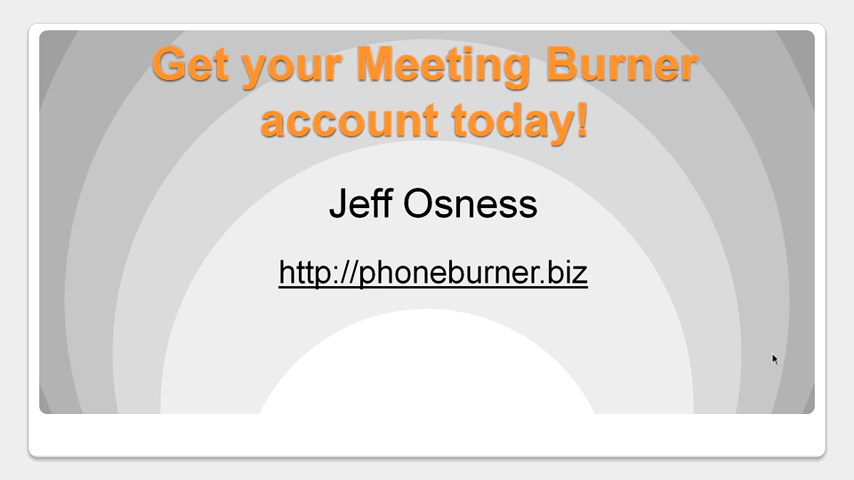 Get your Meeting Burner
account today!
Jeff Osness
http://phoneburner.biz